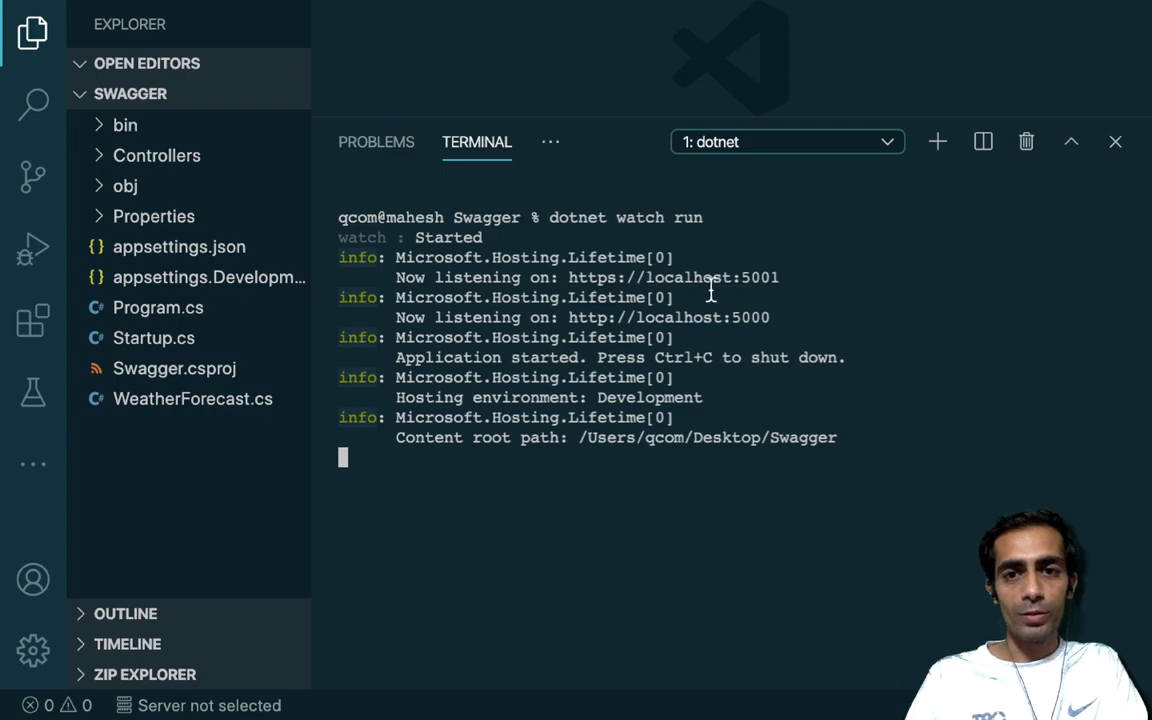 EXPLORER
OPEN EDITORS
SWAGGER
bin
Controllers
obj
Properties
{} appsettings.json
{} appsettings.Developm...
C# Program.cs
C# Startup.cs
Swagger.csproj
C# WeatherForecast.cs
OUTLINE
TIMELINE
ZIP EXPLORER
PROBLEMS TERMINAL ... 1: dotnet
qcom@mahesh Swagger % dotnet watch run
watch : Started
info: Microsoft.Hosting.Lifetime[0]
Now listening on: https://localhost:5001
info: Microsoft.Hosting.Lifetime[0]
Now listening on: http://localhost:5000
info: Microsoft.Hosting.Lifetime[0]
Application started. Press Ctrl+C to shut down.
info: Microsoft.Hosting.Lifetime[0]
Hosting environment: Development
info: Microsoft.Hosting.Lifetime[0]
Content root path: /Users/qcom/Desktop/Swagger
0 0 Server not selected